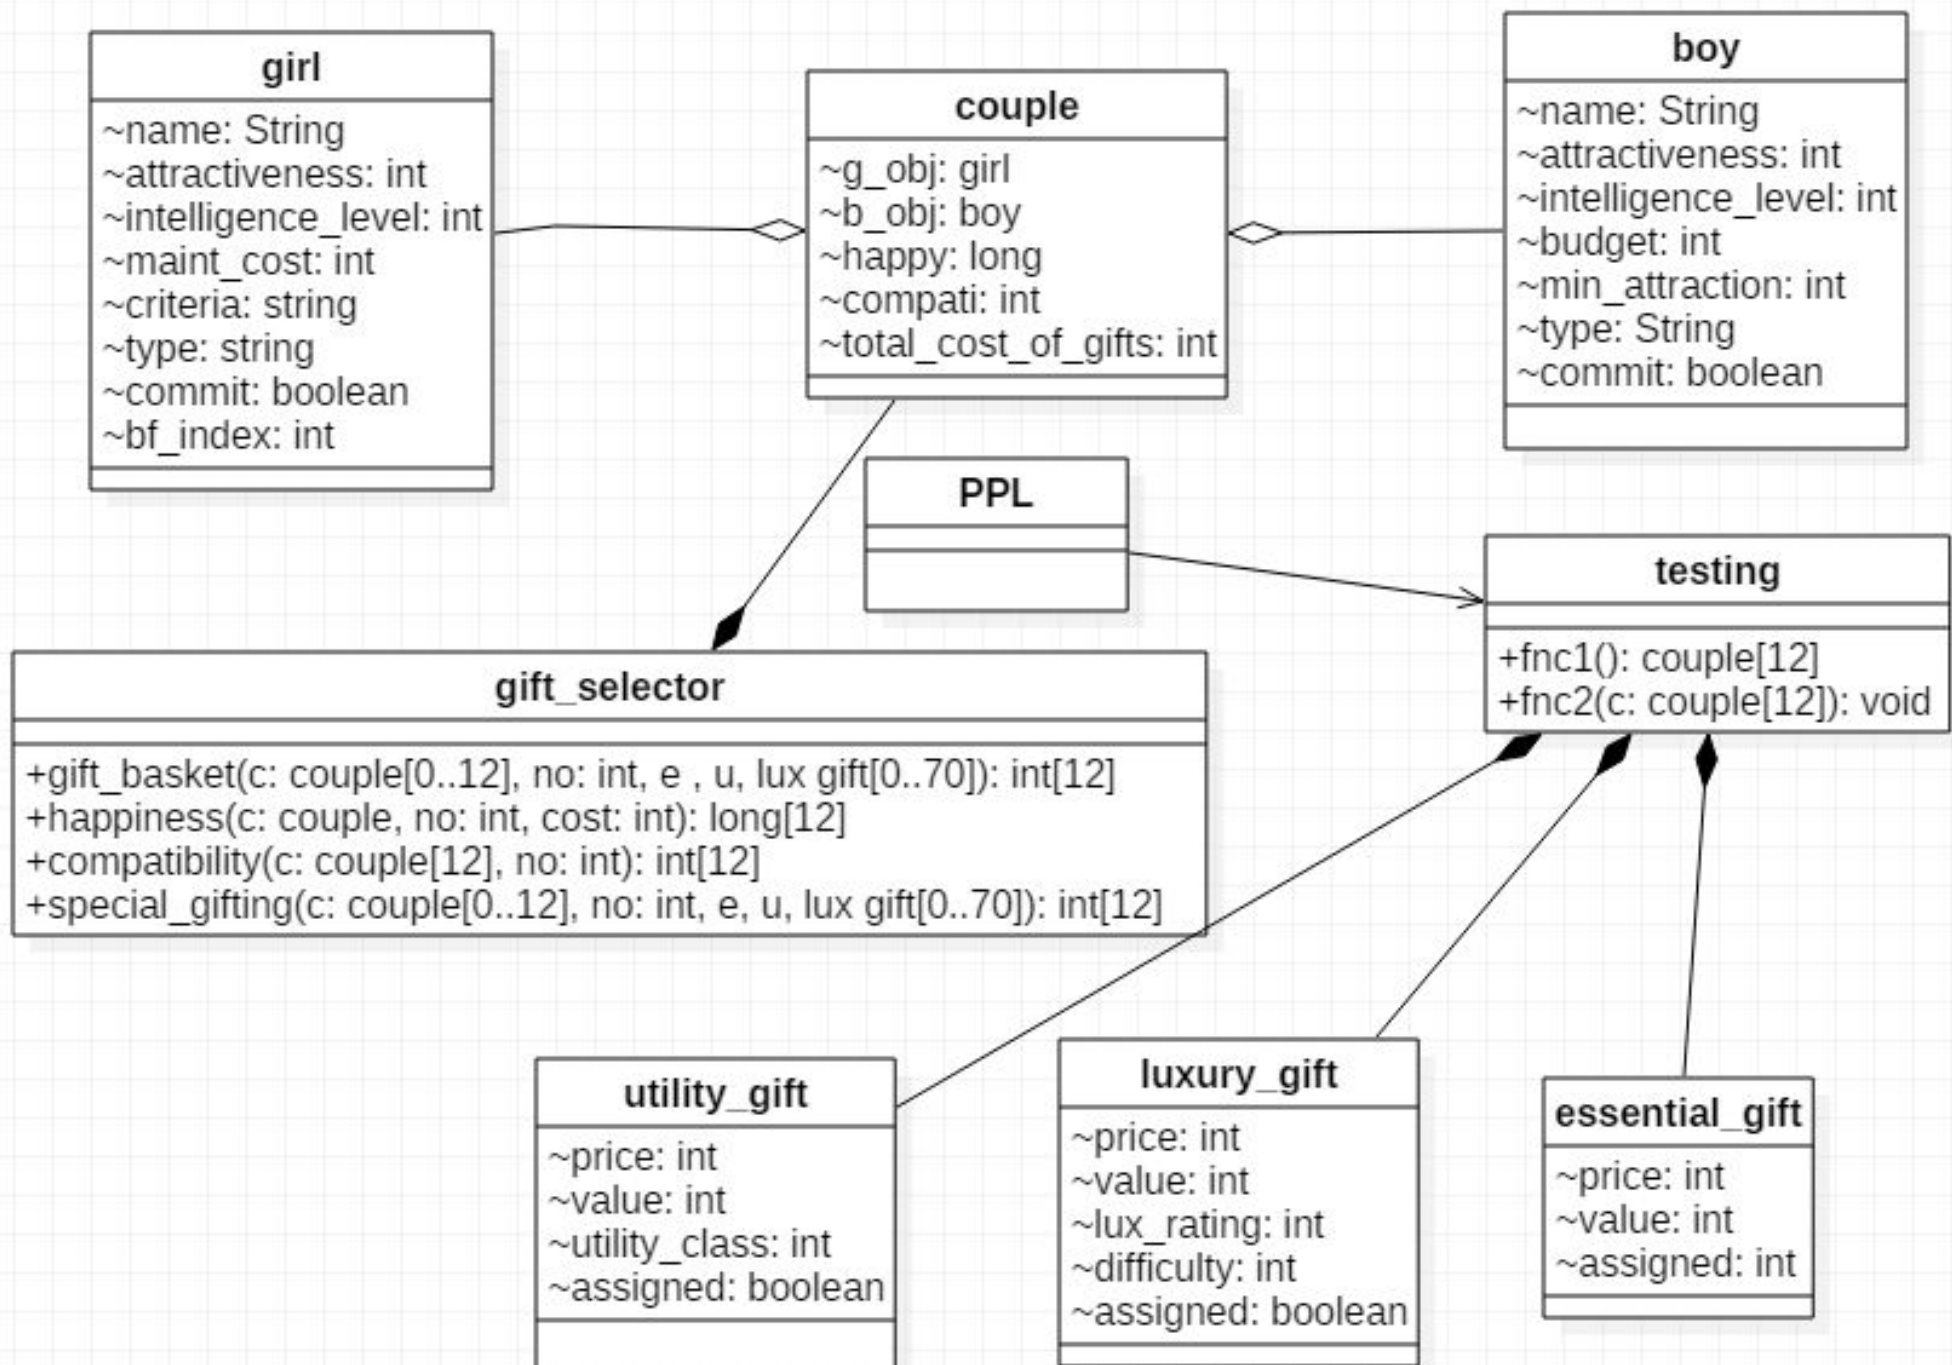 girl
~name: String
~attractiveness: int
~intelligence_level: int
~maint_cost: int
~criteria: string
~type: string
~commit: boolean
~bf_index: int
couple
~g_obj: girl
~b_obj: boy
~happy: long
~compati: int
~total_cost_of_gifts: int
boy
~name: String
~attractiveness: int
~intelligence_level: int
~budget: int
~min_attraction: int
~type: String
~commit: boolean
PPL
testing
+fnc1(): couple[12]
+fnc2(c: couple[12]): void
gift_selector
+gift_basket(c: couple[0..12], no: int, e , u, lux gift[0..70]): int[12]
+happiness(c: couple, no: int, cost: int): long[12]
+compatibility(c: couple[12], no: int): int[12]
+special_gifting(c: couple[0..12], no: int, e, u, lux gift[0..70]): int[12]
utility_gift
~price: int
~value: int
~utility_class: int
~assigned: boolean
luxury_gift
~price: int
~value: int
~lux_rating: int
~difficulty: int
~assigned: boolean
essential_gift
~price: int
~value: int
~assigned: int